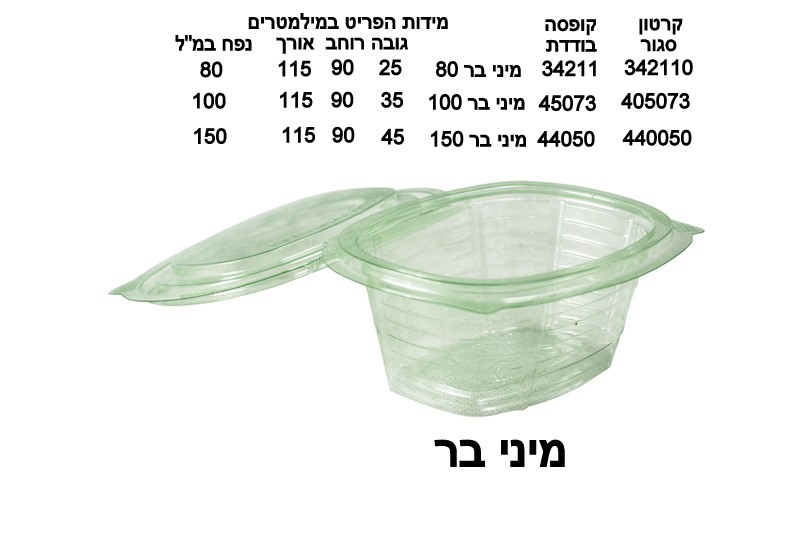 קרטון קופסה מידות הפריט במילמטרים
סגור בודדת גובה רוחב אורך נפח במ"ל
342110 34211 מיני בר 80 25 90 115 80
405073 45073 מיני בר 100 35 90 115 100
440050 44050 מיני בר 150 45 90 115 150
מיני בר